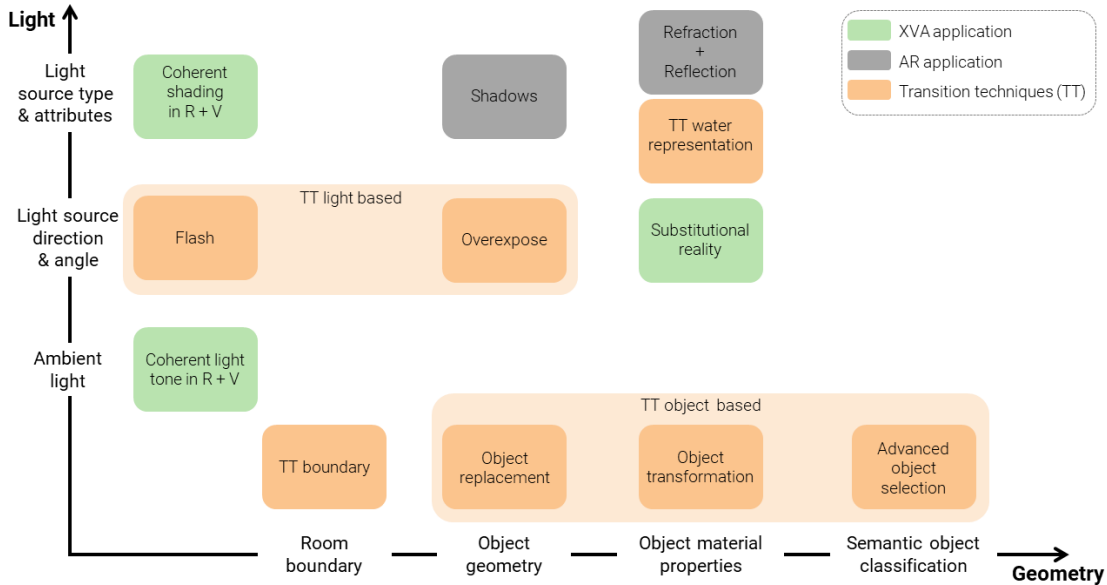 Light
Light
source type
& attributes
Coherent
shading
in R + V
Shadows
Refraction
+
Reflection
TT water
representation
XVA application
AR application
Transition techniques (TT)
Light source
direction
& angle
TT light based
Flash
Overexpose
Substitutional
reality
Ambient
light
Coherent light
tone in R + V
TT object based
TT boundary
Object
replacement
Object
transformation
Advanced
object
selection
Room
boundary
Object
geometry
Object material
properties
Semantic object
classification
Geometry